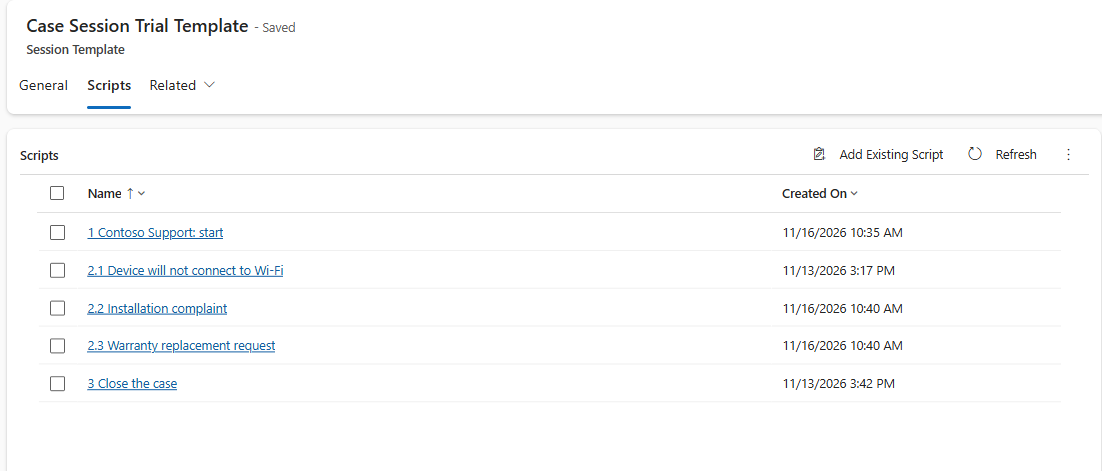 Case Session Trial Template - Saved
Session Template
General Scripts Related
Scripts Add Existing Script Refresh
Name Created On
1 Contoso Support: start 11/16/2026 10:35 AM
2.1 Device will not connect to Wi-Fi 11/13/2026 3:17 PM
2.2 Installation complaint 11/16/2026 10:40 AM
2.3 Warranty replacement request 11/16/2026 10:40 AM
3 Close the case 11/13/2026 3:42 PM